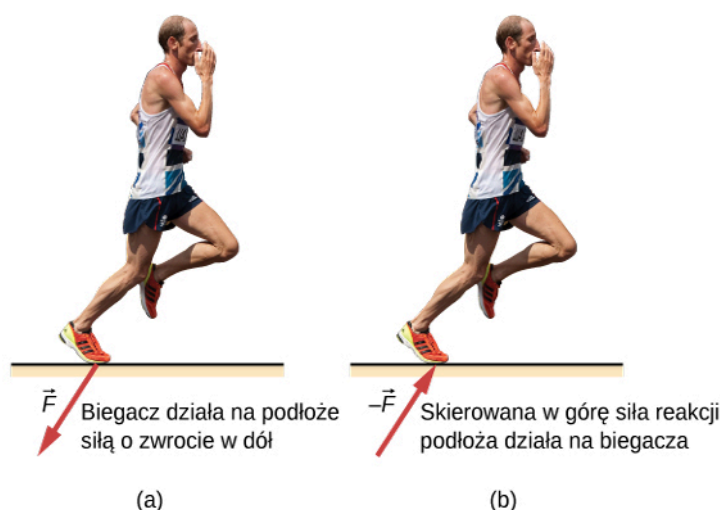 F⃗
Biegacz działa na podłoże
siłą o zwrocie w dół
(a)
–F⃗
Skierowana w górę siła reakcji
podłoża działa na biegacza
(b)